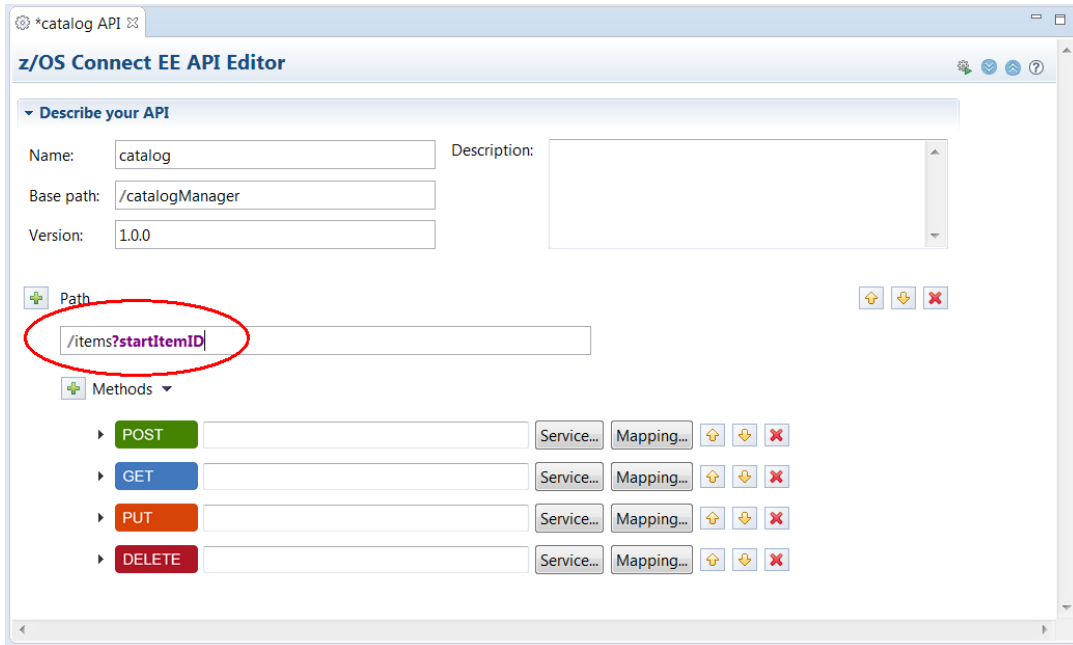 *catalog API
z/OS Connect EE API Editor
Describe your API
Name: catalog Description:
Base path: /catalogManager
Version: 1.0.0
Path
/items?startItemID
Methods
POST Service... Mapping...
GET Service... Mapping...
PUT Service... Mapping...
DELETE Service... Mapping...